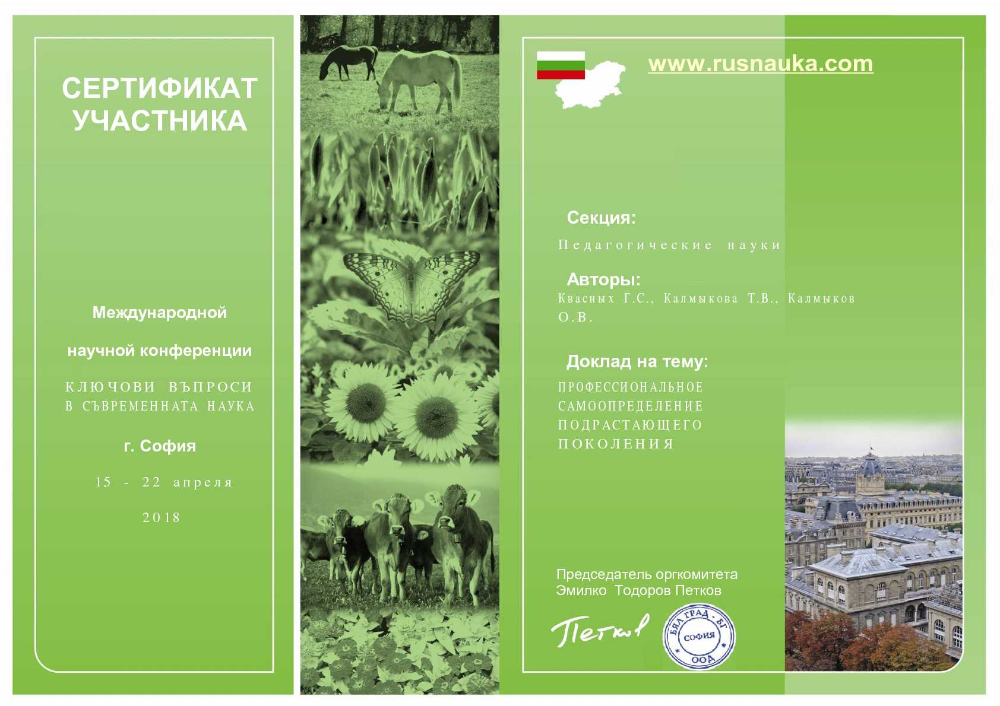 СЕРТИФИКАТ
УЧАСТНИКА
Международной
научной конференции
КЛЮЧОВИ ВЪПРОСИ
В СЪВРЕМЕННАТА НАУКА
г. София
15 - 22 апреля
2018
www.rusnauka.com
Секция:
Педагогические науки
Авторы:
Квасных Г.С., Калмыкова Т.В., Калмыков
О.В.
Доклад на тему:
ПРОФЕССИОНАЛЬНОЕ
САМООПРЕДЕЛЕНИЕ
ПОДРАСТАЮЩЕГО
ПОКОЛЕНИЯ
Председатель оргкомитета
Эмилко Тодоров Петков
Петков
БЯЛ ГРАД - БГ
СОФИЯ
* ООД *